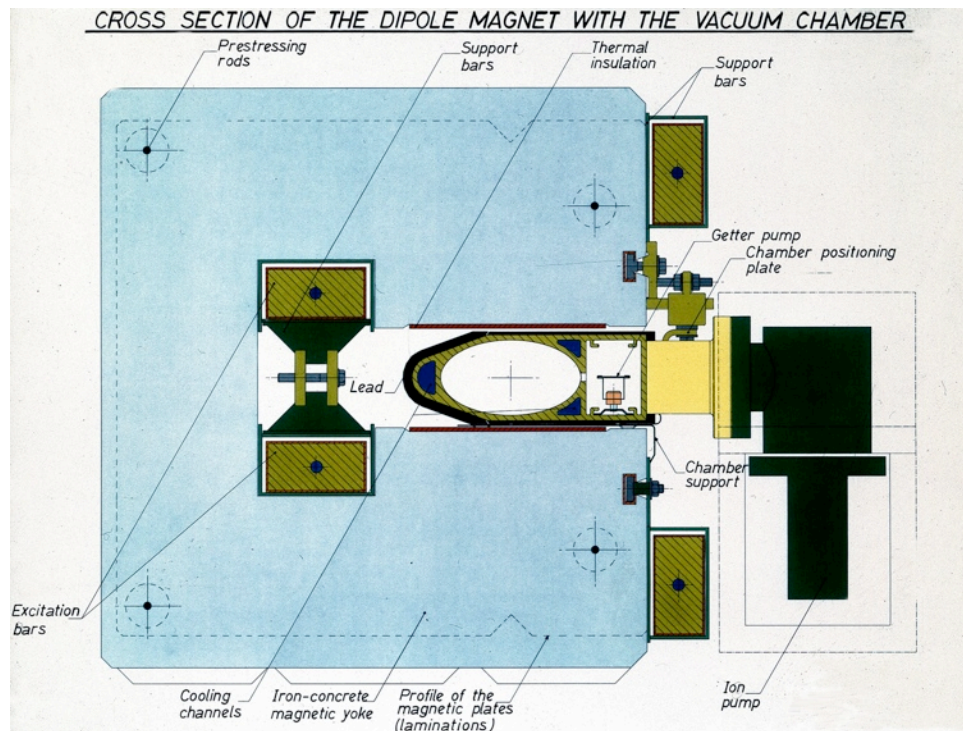 CROSS SECTION OF THE DIPOLE MAGNET WITH THE VACUUM CHAMBER
Prestressing
rods
Support
bars
Thermal
insulation
Support
bars
Getter pump
Chamber positioning
plate
Lead
Chamber
support
Excitation
bars
Cooling
channels
Iron-concrete
magnetic yoke
Profile of the
magnetic plates
(laminations)
Ion
pump